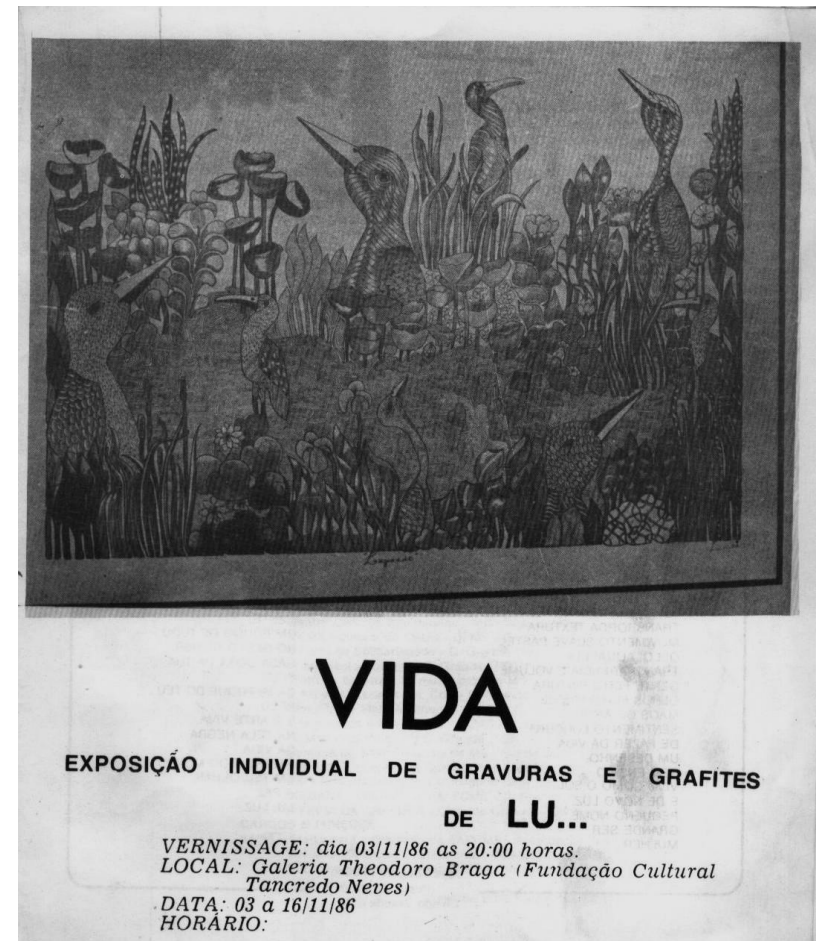 VIDA
EXPOSIÇÃO INDIVIDUAL DE GRAVURAS E GRAFITES
DE LU...
VERNISSAGE: dia 03/11/86 as 20:00 horas.
LOCAL: Galeria Theodoro Braga (Fundação Cultural
Tancredo Neves)
DATA: 03 a 16/11/86
HORÁRIO: